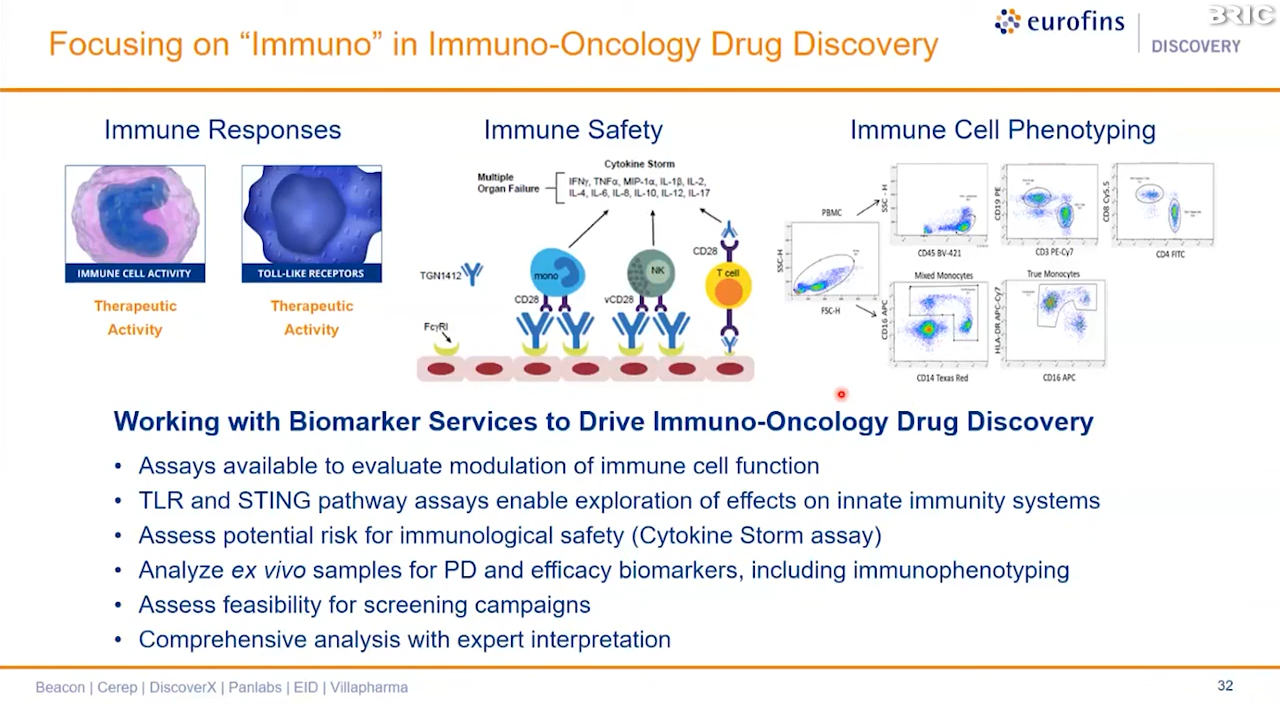 BRIC
Focusing on “Immuno” in Immuno-Oncology Drug Discovery
eurofins
DISCOVERY
Immune Responses
Immune Safety
Immune Cell Phenotyping
IMMUNE CELL ACTIVITY
TOLL-LIKE RECEPTORS
Therapeutic
Activity
Therapeutic
Activity
Cytokine Storm
Multiple
Organ Failure
IFNγ, TNFα, MIP-1α, IL-1β, IL-2,
IL-4, IL-6, IL-8, IL-10, IL-12, IL-17
TGN1412
mono
NK
CD28
T cell
CD28
vCD28
FcγRI
PBMC
SSC-H
FSC-H
SSC - H
CD45 BV-421
CD19 PE
CD3 PE-Cy7
CD8 Cy5.5
CD4 FITC
Mixed Monocytes
CD16 APC
CD14 Texas Red
True Monocytes
HLA-DR APC-Cy7
CD16 APC
Working with Biomarker Services to Drive Immuno-Oncology Drug Discovery
• Assays available to evaluate modulation of immune cell function
• TLR and STING pathway assays enable exploration of effects on innate immunity systems
• Assess potential risk for immunological safety (Cytokine Storm assay)
• Analyze ex vivo samples for PD and efficacy biomarkers, including immunophenotyping
• Assess feasibility for screening campaigns
• Comprehensive analysis with expert interpretation
Beacon | Cerep | DiscoverX | Panlabs | EID | Villapharma
32